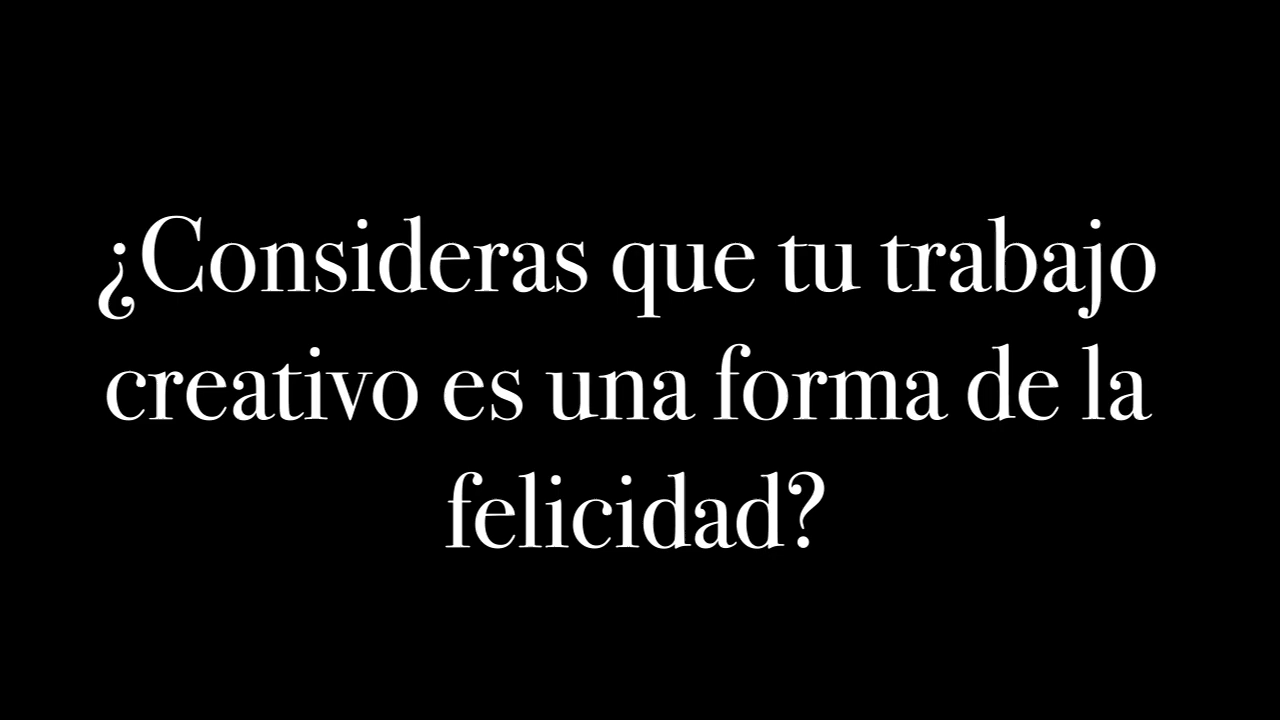 ¿Consideras que tu trabajo
creativo es una forma de la
felicidad?